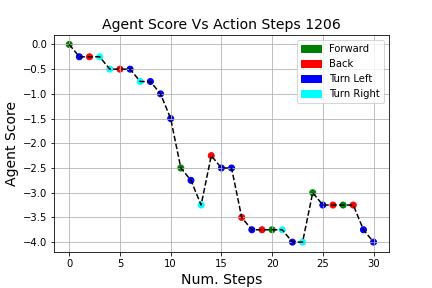 Agent Score Vs Action Steps 1206
Agent Score
0.0
−0.5
−1.0
−1.5
−2.0
−2.5
−3.0
−3.5
−4.0
Forward
Back
Turn Left
Turn Right
0 5 10 15 20 25 30
Num. Steps